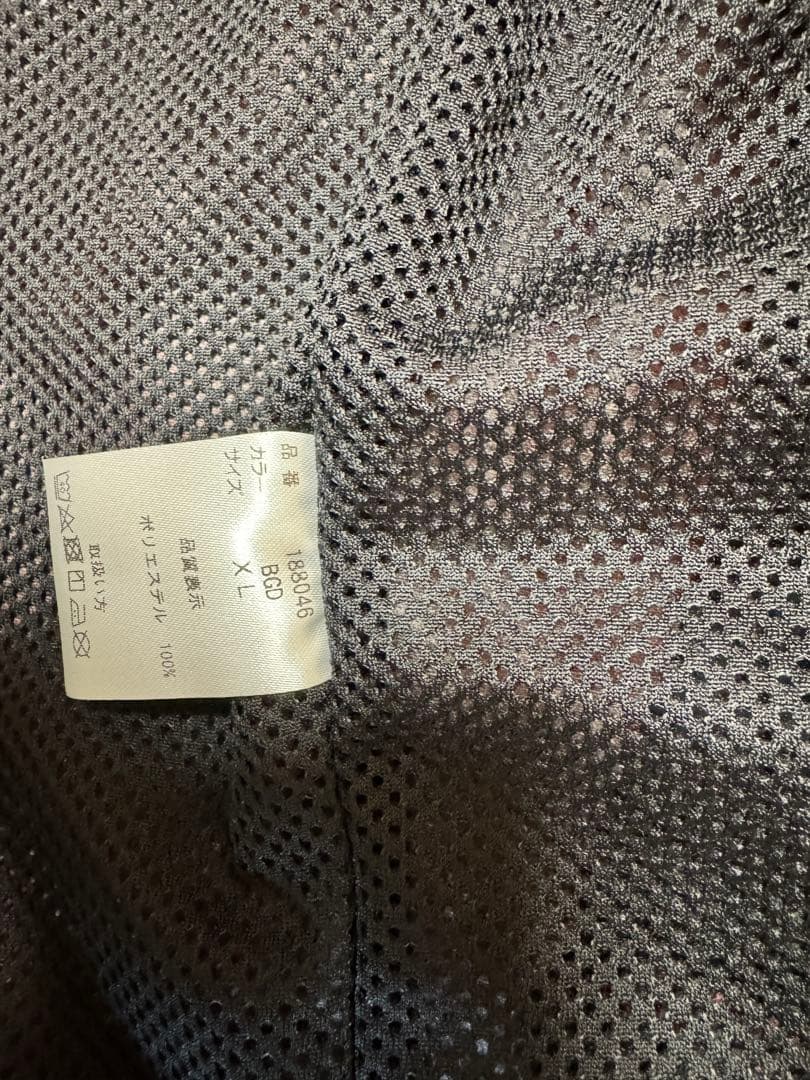 品番 188046
カラー BGD
サイズ XL
品質表示
ポリエステル 100%
取扱い方